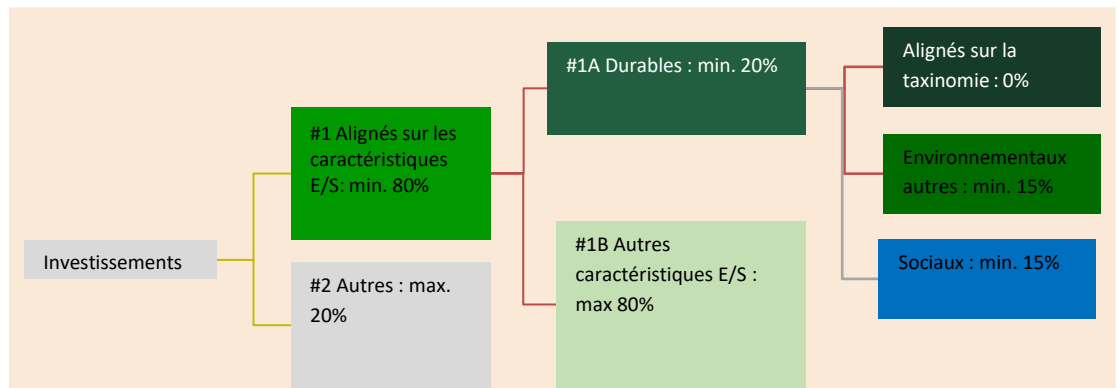 Investissements
#1 Alignés sur les
caractéristiques
E/S: min. 80%
#2 Autres : max.
20%
#1A Durables : min. 20%
#1B Autres
caractéristiques E/S :
max 80%
Alignés sur la
taxinomie : 0%
Environnementaux
autres : min. 15%
Sociaux : min. 15%